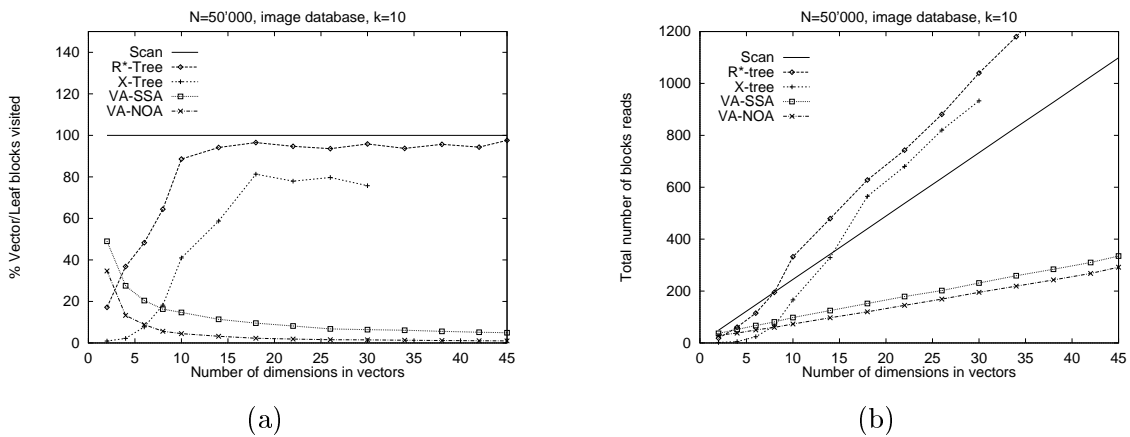 N=50'000, image database, k=10
% Vector/Leaf blocks visited
140
120
100
80
60
40
20
0
Scan
R*-Tree
X-Tree
VA-SSA
VA-NOA
0 5 10 15 20 25 30 35 40 45
Number of dimensions in vectors
(a)
N=50'000, image database, k=10
Total number of blocks reads
1200
1000
800
600
400
200
0
Scan
R*-tree
X-tree
VA-SSA
VA-NOA
0 5 10 15 20 25 30 35 40 45
Number of dimensions in vectors
(b)